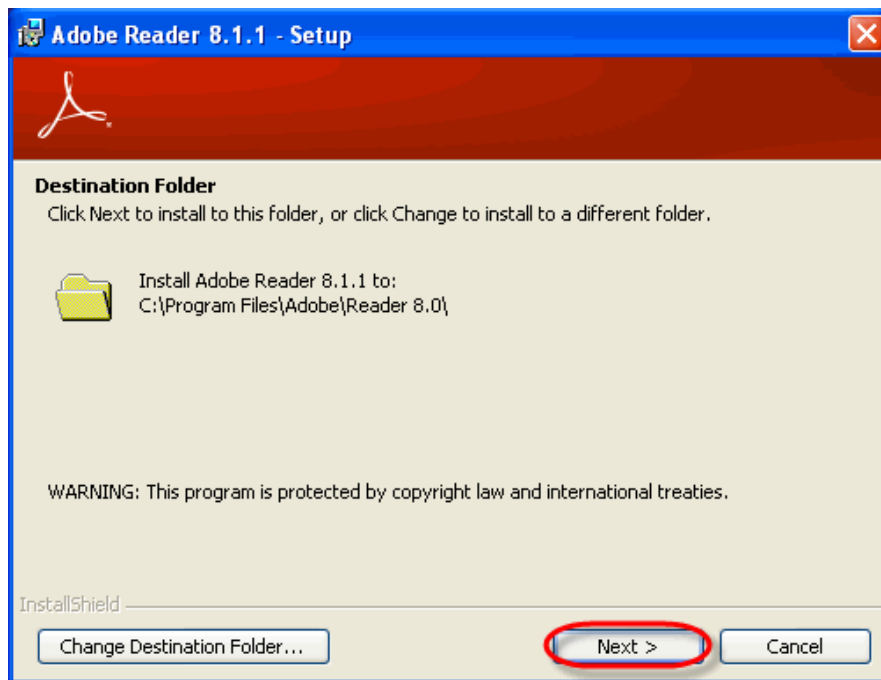 Adobe Reader 8.1.1 - Setup
Destination Folder
Click Next to install to this folder, or click Change to install to a different folder.
Install Adobe Reader 8.1.1 to:
C:\Program Files\Adobe\Reader 8.0\
WARNING: This program is protected by copyright law and international treaties.
InstallShield
Change Destination Folder...
Next >
Cancel